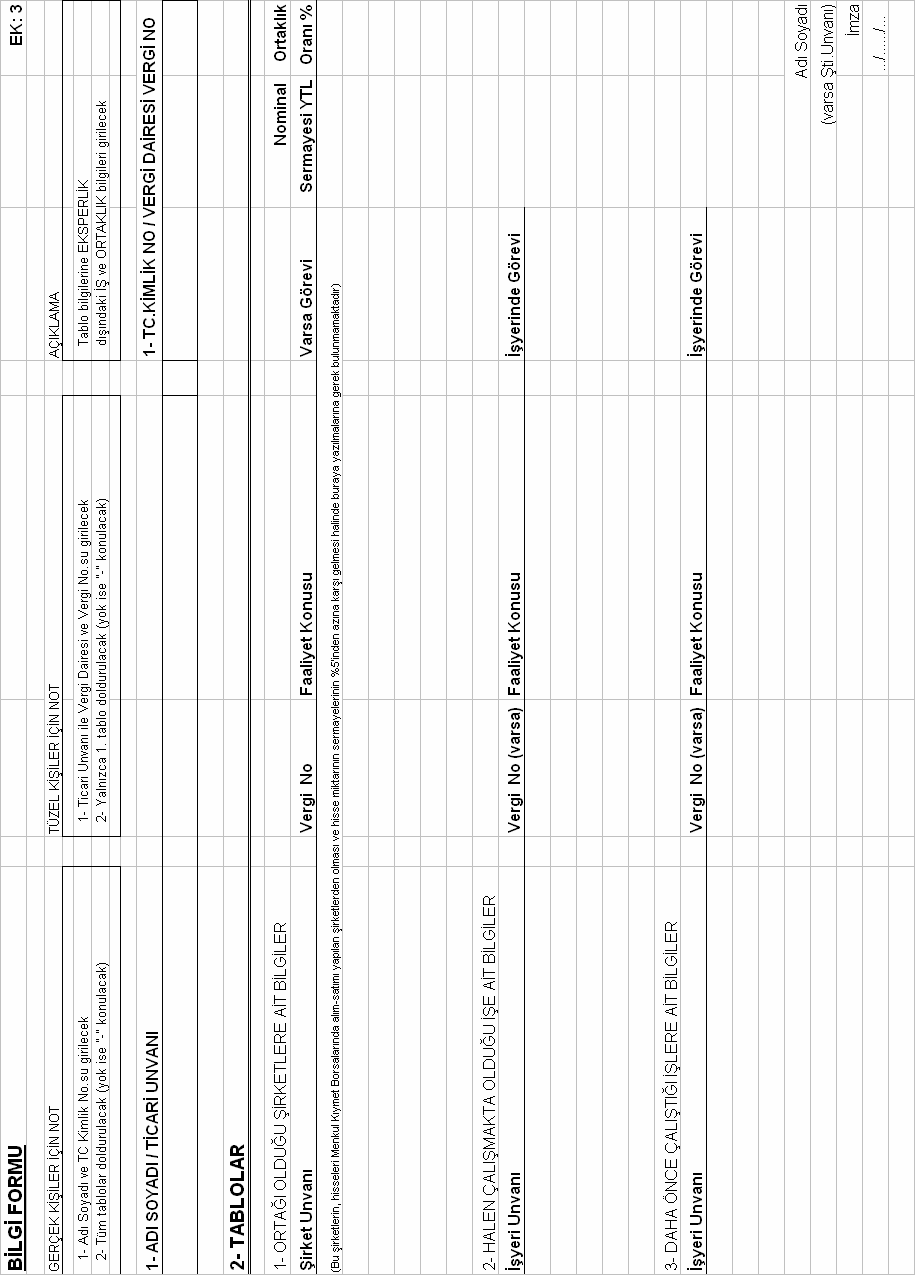 BİLGİ FORMU EK: 3
GERÇEK KİŞİLER İÇİN NOT TÜZEL KİŞİLER İÇİN NOT AÇIKLAMA
1- Adı Soyadı ve TC Kimlik No.su girilecek 1- Ticari Unvanı ile Vergi Dairesi ve Vergi No.su girilecek Tablo bilgilerine EKSPERLİK
2- Tüm tablolar doldurulacak (yok ise "-" konulacak) 2- Yalnızca 1. tablo doldurulacak (yok ise "-" konulacak) dışındaki İŞ ve ORTAKLIK bilgileri girilecek
1- ADI SOYADI / TİCARİ UNVANI 1- TC.KİMLİK NO / VERGİ DAİRESİ VERGİ NO
2- TABLOLAR
1- ORTAĞI OLDUĞU ŞİRKETLERE AİT BİLGİLER Nominal Ortaklık
Şirket Unvanı Vergi No Faaliyet Konusu Varsa Görevi Sermayesi YTL Oranı %
(Bu şirketlerin, hisseleri Menkul Kıymet Borsalarında alım-satımı yapılan şirketlerden olması ve hisse miktarının sermayelerinin %5'inden azına karşı gelmesi halinde buraya yazılmalarına gerek bulunmamaktadır)
2- HALEN ÇALIŞMAKTA OLDUĞU İŞE AİT BİLGİLER
İşyeri Unvanı Vergi No (varsa) Faaliyet Konusu İşyerinde Görevi
3- DAHA ÖNCE ÇALIŞTIĞI İŞLERE AİT BİLGİLER
İşyeri Unvanı Vergi No (varsa) Faaliyet Konusu İşyerinde Görevi
Adı Soyadı
(varsa Şti.Unvanı)
İmza
../...../...